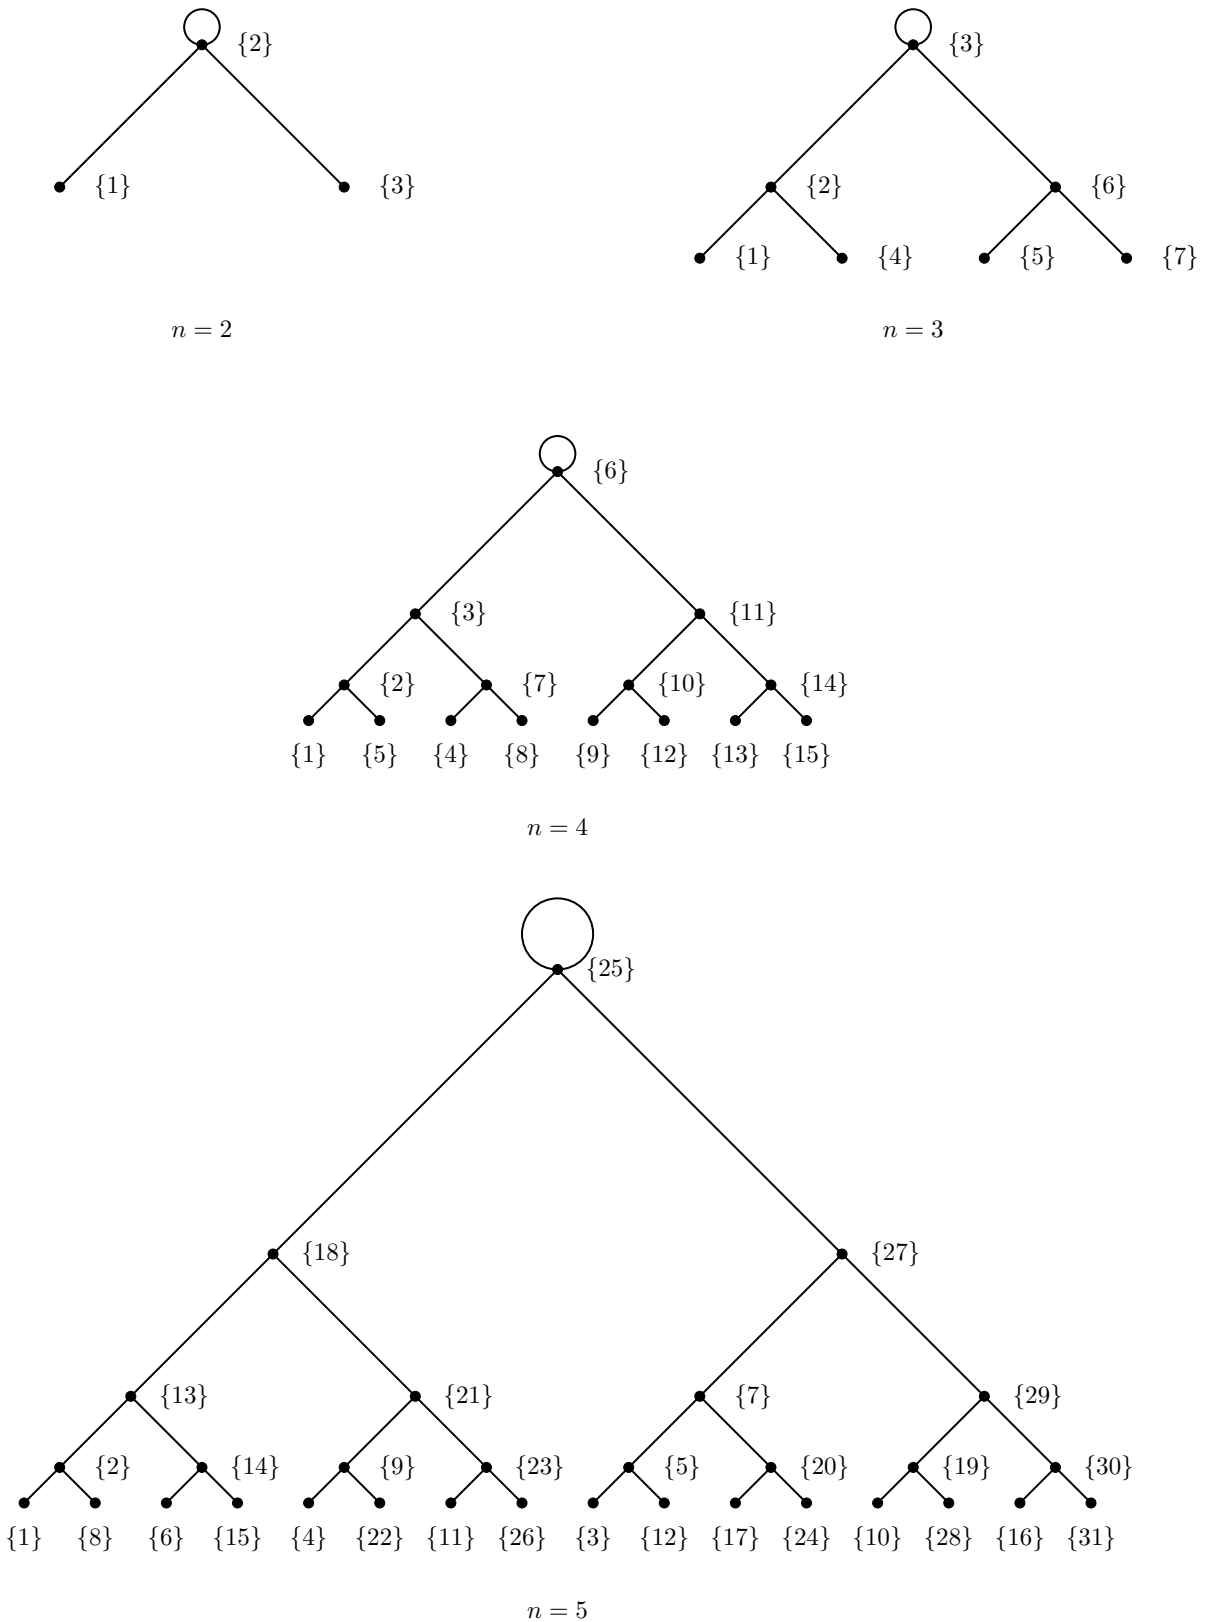 {2} {3}
{1} {3} {2} {6}
{1} {4} {5} {7}
n = 2 n = 3
{6}
{3} {11}
{2} {7} {10} {14}
{1} {5} {4} {8} {9} {12} {13} {15}
n = 4
{25}
{18} {27}
{13} {21} {7} {29}
{2} {14} {9} {23} {5} {20} {19} {30}
{1} {8} {6} {15} {4} {22} {11} {26} {3} {12} {17} {24} {10} {28} {16} {31}
n = 5